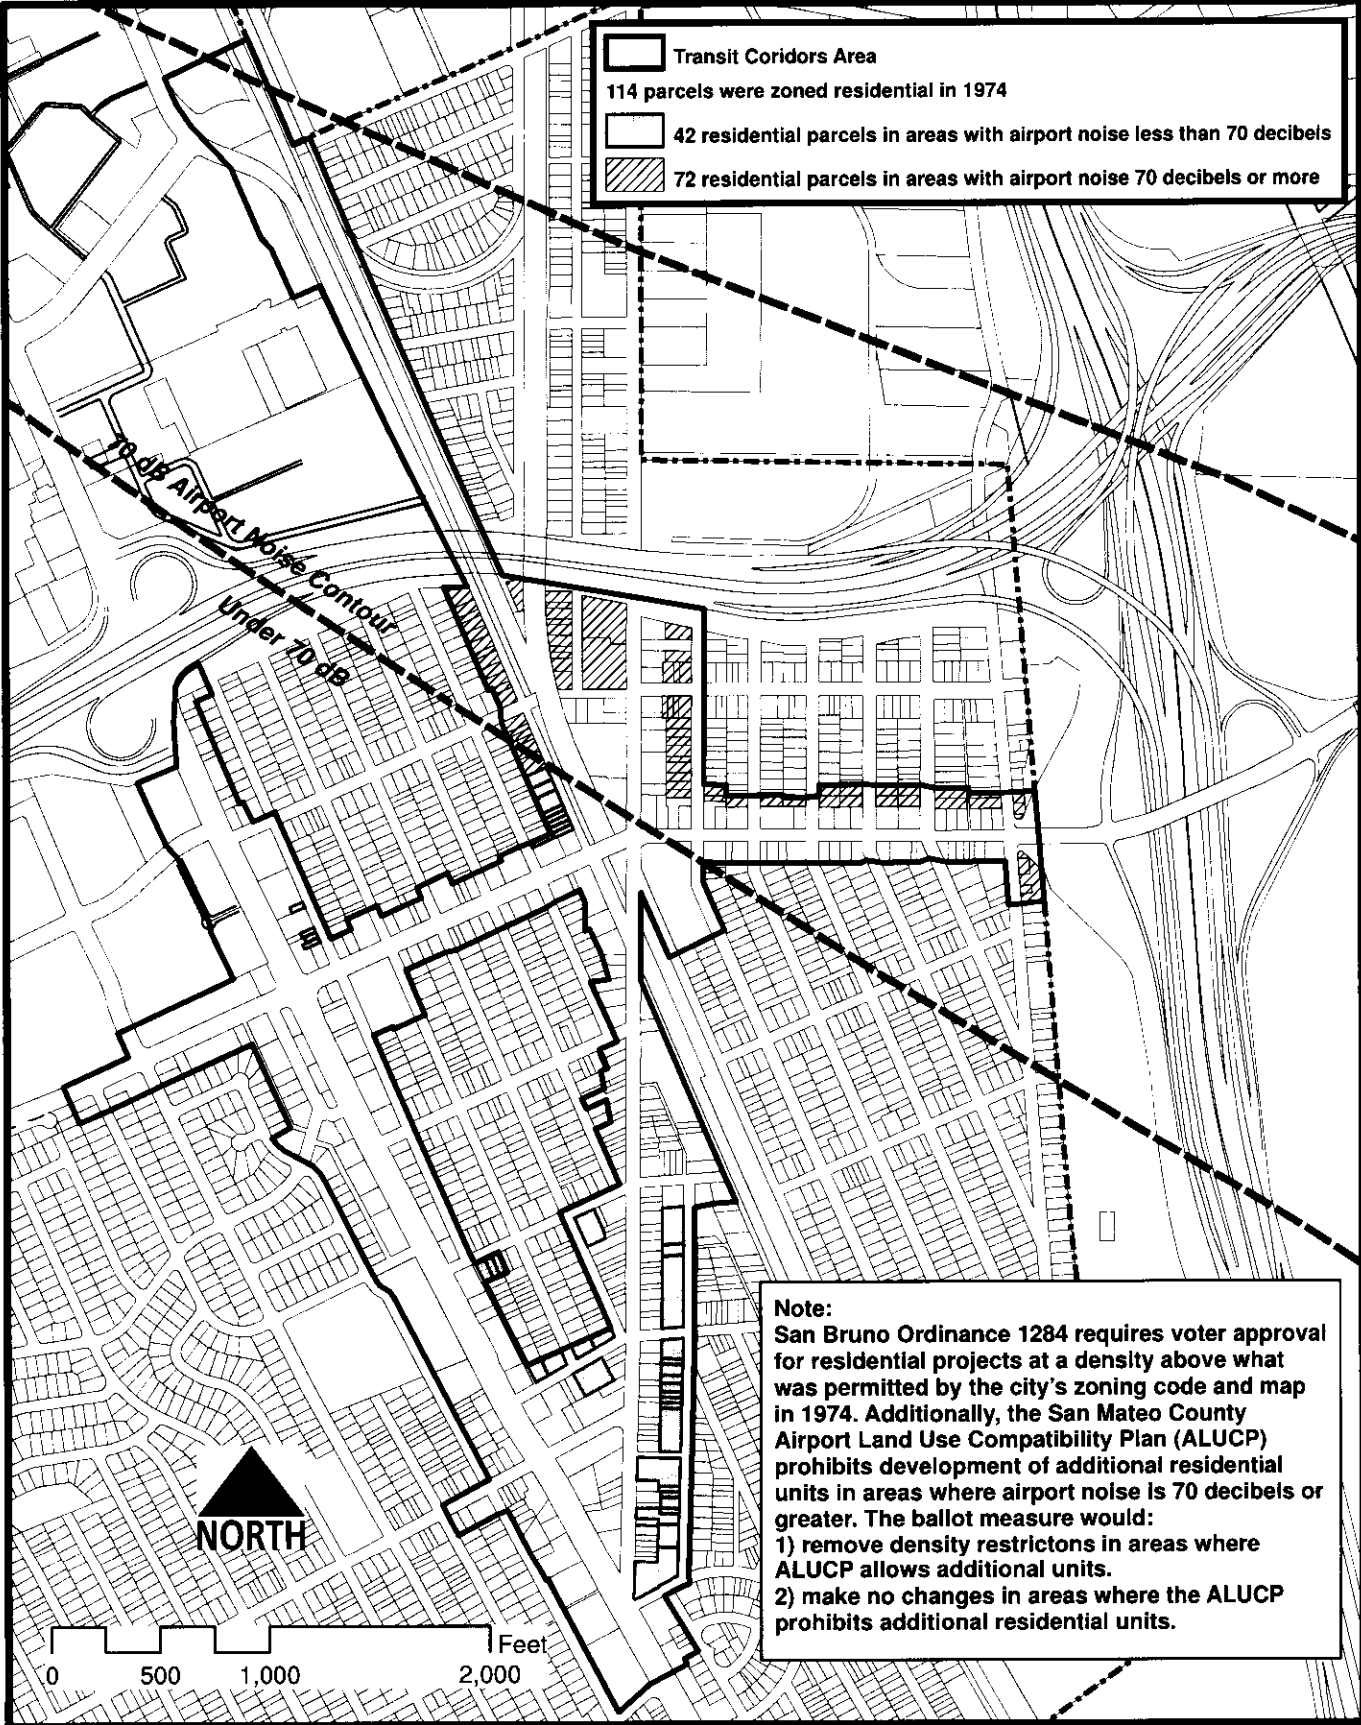 Transit Coridors Area
114 parcels were zoned residential in 1974
42 residential parcels in areas with airport noise less than 70 decibels
72 residential parcels in areas with airport noise 70 decibels or more
70 dB Airport Noise Contour
Under 70 dB
Note:
San Bruno Ordinance 1284 requires voter approval
for residential projects at a density above what
was permitted by the city's zoning code and map
in 1974. Additionally, the San Mateo County
Airport Land Use Compatibility Plan (ALUCP)
prohibits development of additional residential
units in areas where airport noise is 70 decibels or
greater. The ballot measure would:
1) remove density restrictons in areas where
ALUCP allows additional units.
2) make no changes in areas where the ALUCP
prohibits additional residential units.
NORTH
Feet
0 500 1,000 2,000